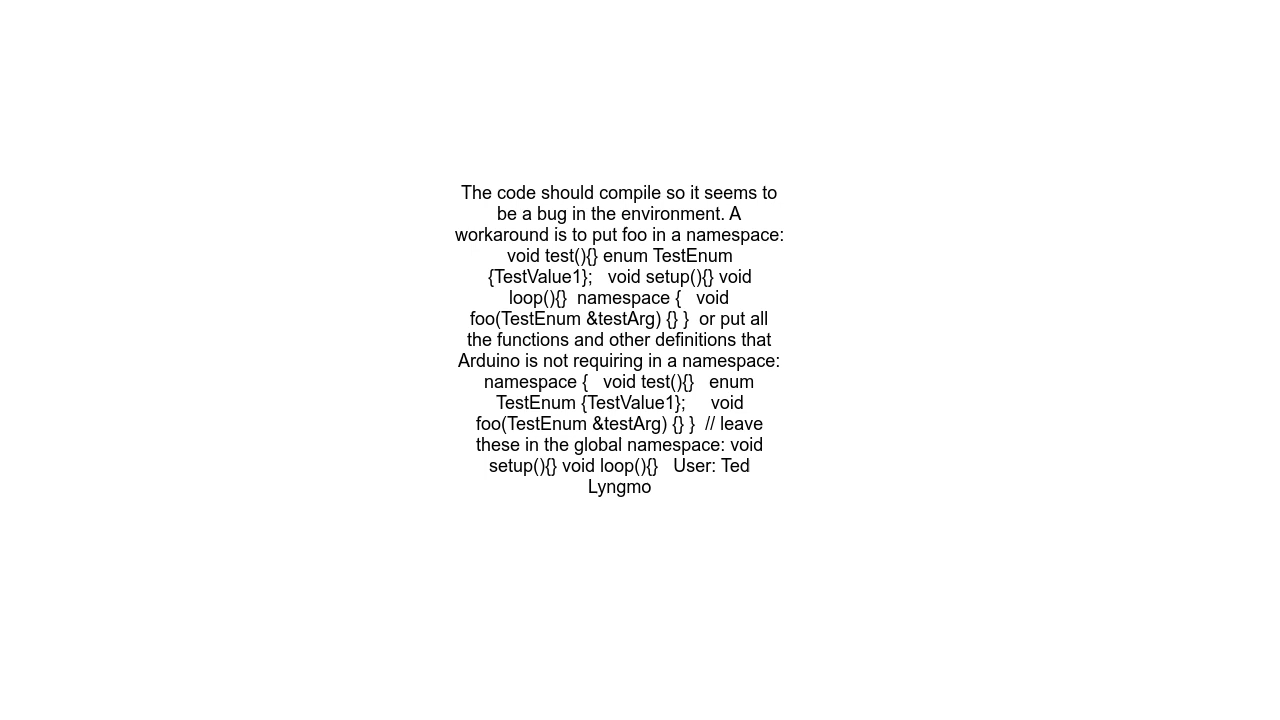 The code should compile so it seems to
be a bug in the environment. A
workaround is to put foo in a namespace:
void test(){} enum TestEnum
{TestValue1};   void setup(){} void
loop(){}  namespace {   void
foo(TestEnum &testArg) {} }  or put all
the functions and other definitions that
Arduino is not requiring in a namespace:
namespace {   void test(){}   enum
TestEnum {TestValue1};     void
foo(TestEnum &testArg) {} }  // leave
these in the global namespace: void
setup(){} void loop(){}   User: Ted
Lyngmo